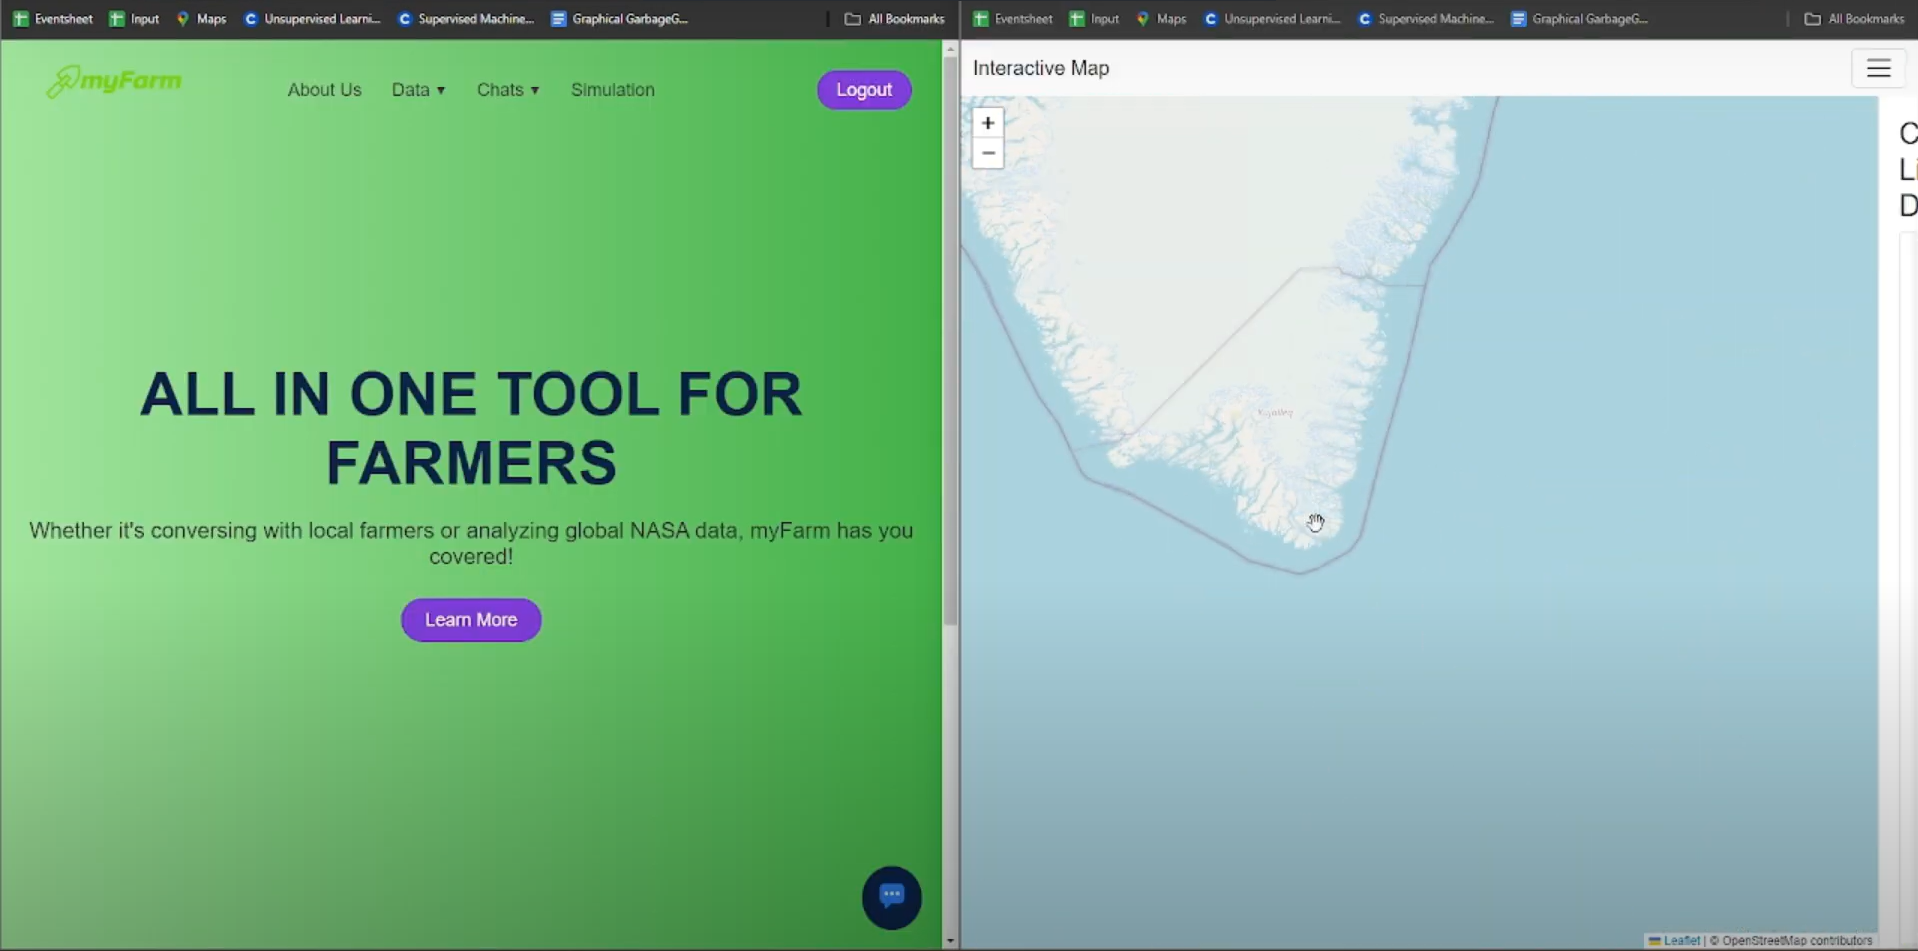 Eventsheet Input Maps Unsupervised Learni... Supervised Machine... Graphical GarbageG... All Bookmarks
myFarm
About Us Data ▼ Chats ▼ Simulation Logout
ALL IN ONE TOOL FOR
FARMERS
Whether it's conversing with local farmers or analyzing global NASA data, myFarm has you
covered!
Learn More
Eventsheet Input Maps Unsupervised Learni... Supervised Machine... Graphical GarbageG... All Bookmarks
Interactive Map
+
−
C
Li
D
Leaflet | © OpenStreetMap contributors